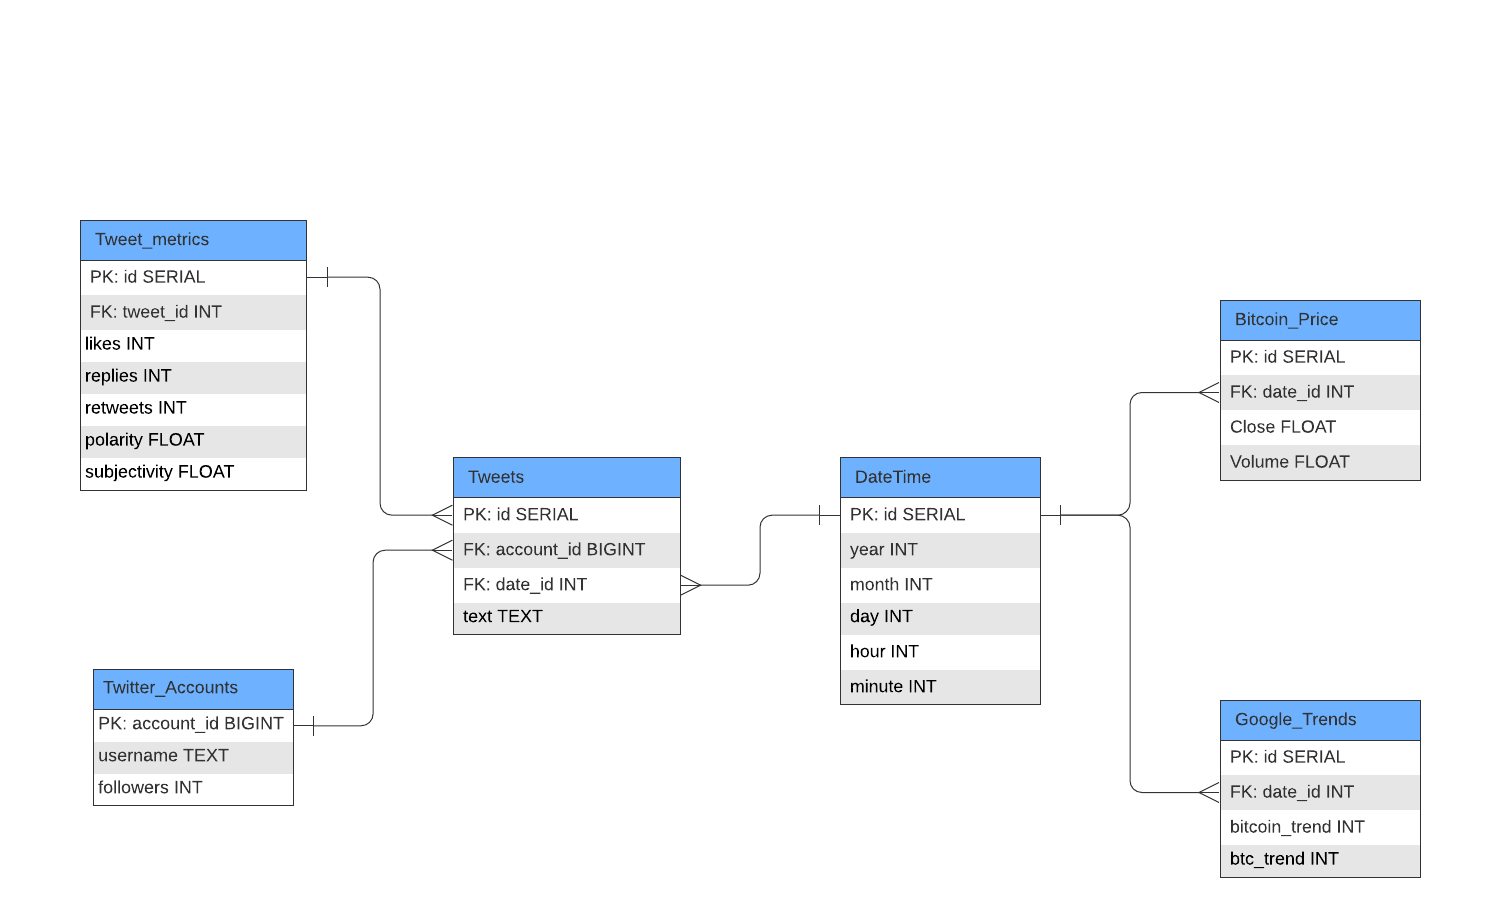 Tweet_metrics
PK: id SERIAL
FK: tweet_id INT
likes INT
replies INT
retweets INT
polarity FLOAT
subjectivity FLOAT
Twitter_Accounts
PK: account_id BIGINT
username TEXT
followers INT
Tweets
PK: id SERIAL
FK: account_id BIGINT
FK: date_id INT
text TEXT
DateTime
PK: id SERIAL
year INT
month INT
day INT
hour INT
minute INT
Bitcoin_Price
PK: id SERIAL
FK: date_id INT
Close FLOAT
Volume FLOAT
Google_Trends
PK: id SERIAL
FK: date_id INT
bitcoin_trend INT
btc_trend INT